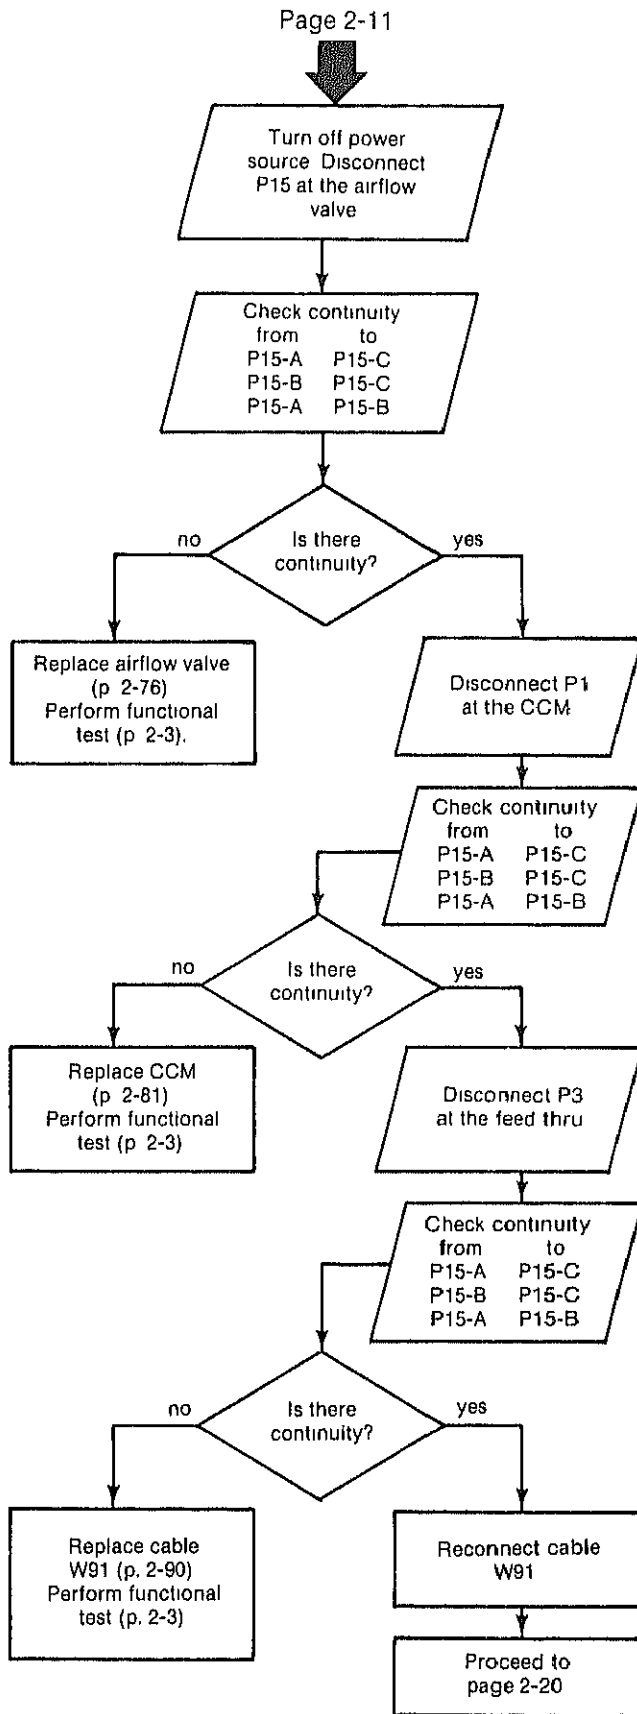 Page 2-11
Turn off power
source Disconnect
P15 at the airflow
valve
Check continuity
from to
P15-A P15-C
P15-B P15-C
P15-A P15-B
no
Is there
continuity?
yes
Replace airflow valve
(p 2-76)
Perform functional
test (p 2-3).
Disconnect P1
at the CCM
Check continuity
from to
P15-A P15-C
P15-B P15-C
P15-A P15-B
no
Is there
continuity?
yes
Replace CCM
(p 2-81)
Perform functional
test (p 2-3)
Disconnect P3
at the feed thru
Check continuity
from to
P15-A P15-C
P15-B P15-C
P15-A P15-B
no
Is there
continuity?
yes
Replace cable
W91 (p. 2-90)
Perform functional
test (p. 2-3)
Reconnect cable
W91
Proceed to
page 2-20